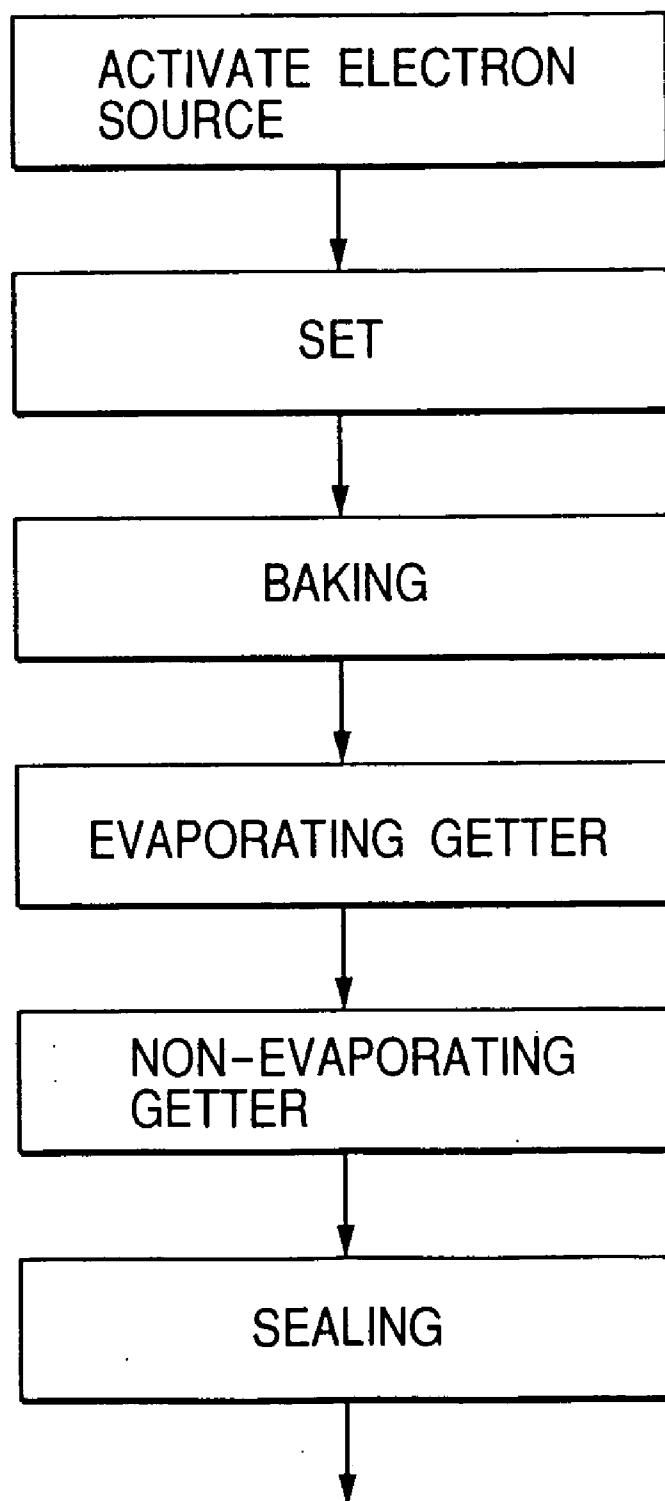 ACTIVATE ELECTRON
SOURCE
SET
BAKING
EVAPORATING GETTER
NON-EVAPORATING
GETTER
SEALING